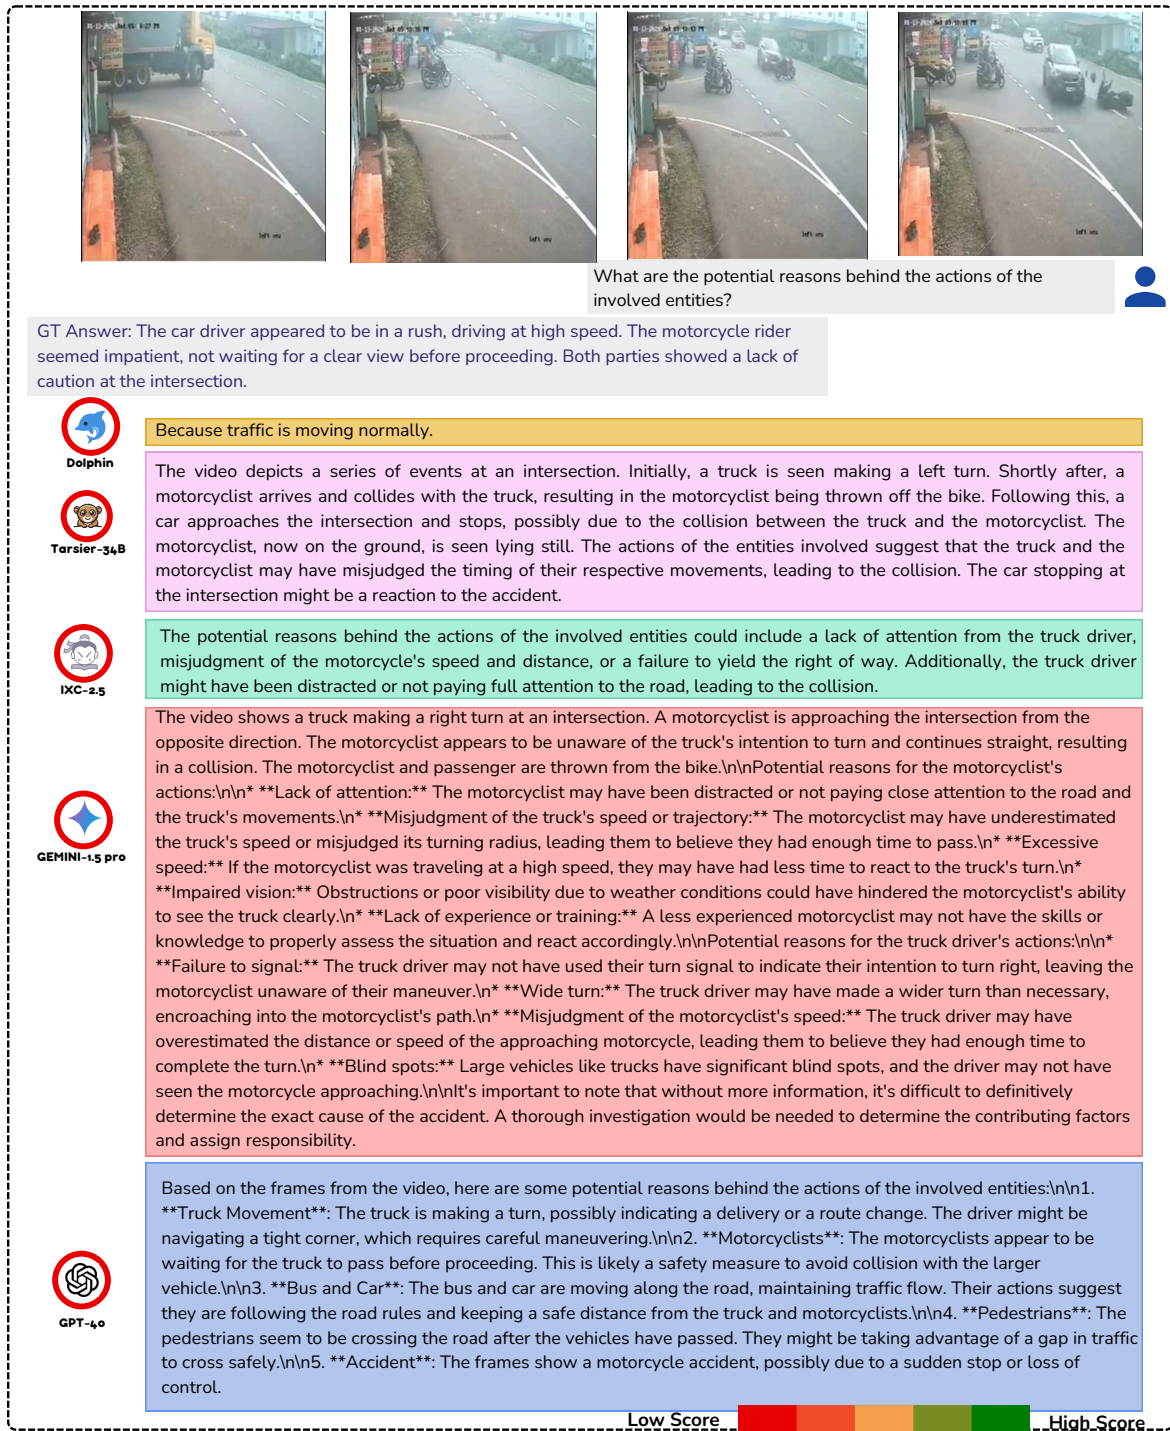 left
left
left
left
What are the potential reasons behind the actions of the
involved entities?
GT Answer: The car driver appeared to be in a rush, driving at high speed. The motorcycle rider
seemed impatient, not waiting for a clear view before proceeding. Both parties showed a lack of
caution at the intersection.
Dolphin
Because traffic is moving normally.
Tarsier-34B
The video depicts a series of events at an intersection. Initially, a truck is seen making a left turn. Shortly after, a
motorcyclist arrives and collides with the truck, resulting in the motorcyclist being thrown off the bike. Following this, a
car approaches the intersection and stops, possibly due to the collision between the truck and the motorcyclist. The
motorcyclist, now on the ground, is seen lying still. The actions of the entities involved suggest that the truck and the
motorcyclist may have misjudged the timing of their respective movements, leading to the collision. The car stopping at
the intersection might be a reaction to the accident.
IXC-2.5
The potential reasons behind the actions of the involved entities could include a lack of attention from the truck driver,
misjudgment of the motorcycle's speed and distance, or a failure to yield the right of way. Additionally, the truck driver
might have been distracted or not paying full attention to the road, leading to the collision.
GEMINI-1.5 pro
The video shows a truck making a right turn at an intersection. A motorcyclist is approaching the intersection from the
opposite direction. The motorcyclist appears to be unaware of the truck's intention to turn and continues straight, resulting
in a collision. The motorcyclist and passenger are thrown from the bike.\n\nPotential reasons for the motorcyclist's
actions:\n\n* **Lack of attention:** The motorcyclist may have been distracted or not paying close attention to the road and
the truck's movements.\n* **Misjudgment of the truck's speed or trajectory:** The motorcyclist may have underestimated
the truck's speed or misjudged its turning radius, leading them to believe they had enough time to pass.\n* **Excessive
speed:** If the motorcyclist was traveling at a high speed, they may have had less time to react to the truck's turn.\n*
**Impaired vision:** Obstructions or poor visibility due to weather conditions could have hindered the motorcyclist's ability
to see the truck clearly.\n* **Lack of experience or training:** A less experienced motorcyclist may not have the skills or
knowledge to properly assess the situation and react accordingly.\n\nPotential reasons for the truck driver's actions:\n\n*
**Failure to signal:** The truck driver may not have used their turn signal to indicate their intention to turn right, leaving the
motorcyclist unaware of their maneuver.\n* **Wide turn:** The truck driver may have made a wider turn than necessary,
encroaching into the motorcyclist's path.\n* **Misjudgment of the motorcyclist's speed:** The truck driver may have
overestimated the distance or speed of the approaching motorcycle, leading them to believe they had enough time to
complete the turn.\n* **Blind spots:** Large vehicles like trucks have significant blind spots, and the driver may not have
seen the motorcycle approaching.\n\nIt's important to note that without more information, it's difficult to definitively
determine the exact cause of the accident. A thorough investigation would be needed to determine the contributing factors
and assign responsibility.
GPT-4o
Based on the frames from the video, here are some potential reasons behind the actions of the involved entities:\n\n1.
**Truck Movement**: The truck is making a turn, possibly indicating a delivery or a route change. The driver might be
navigating a tight corner, which requires careful maneuvering.\n\n2. **Motorcyclists**: The motorcyclists appear to be
waiting for the truck to pass before proceeding. This is likely a safety measure to avoid collision with the larger
vehicle.\n\n3. **Bus and Car**: The bus and car are moving along the road, maintaining traffic flow. Their actions suggest
they are following the road rules and keeping a safe distance from the truck and motorcyclists.\n\n4. **Pedestrians**: The
pedestrians seem to be crossing the road after the vehicles have passed. They might be taking advantage of a gap in traffic
to cross safely.\n\n5. **Accident**: The frames show a motorcycle accident, possibly due to a sudden stop or loss of
control.
Low Score
High Score